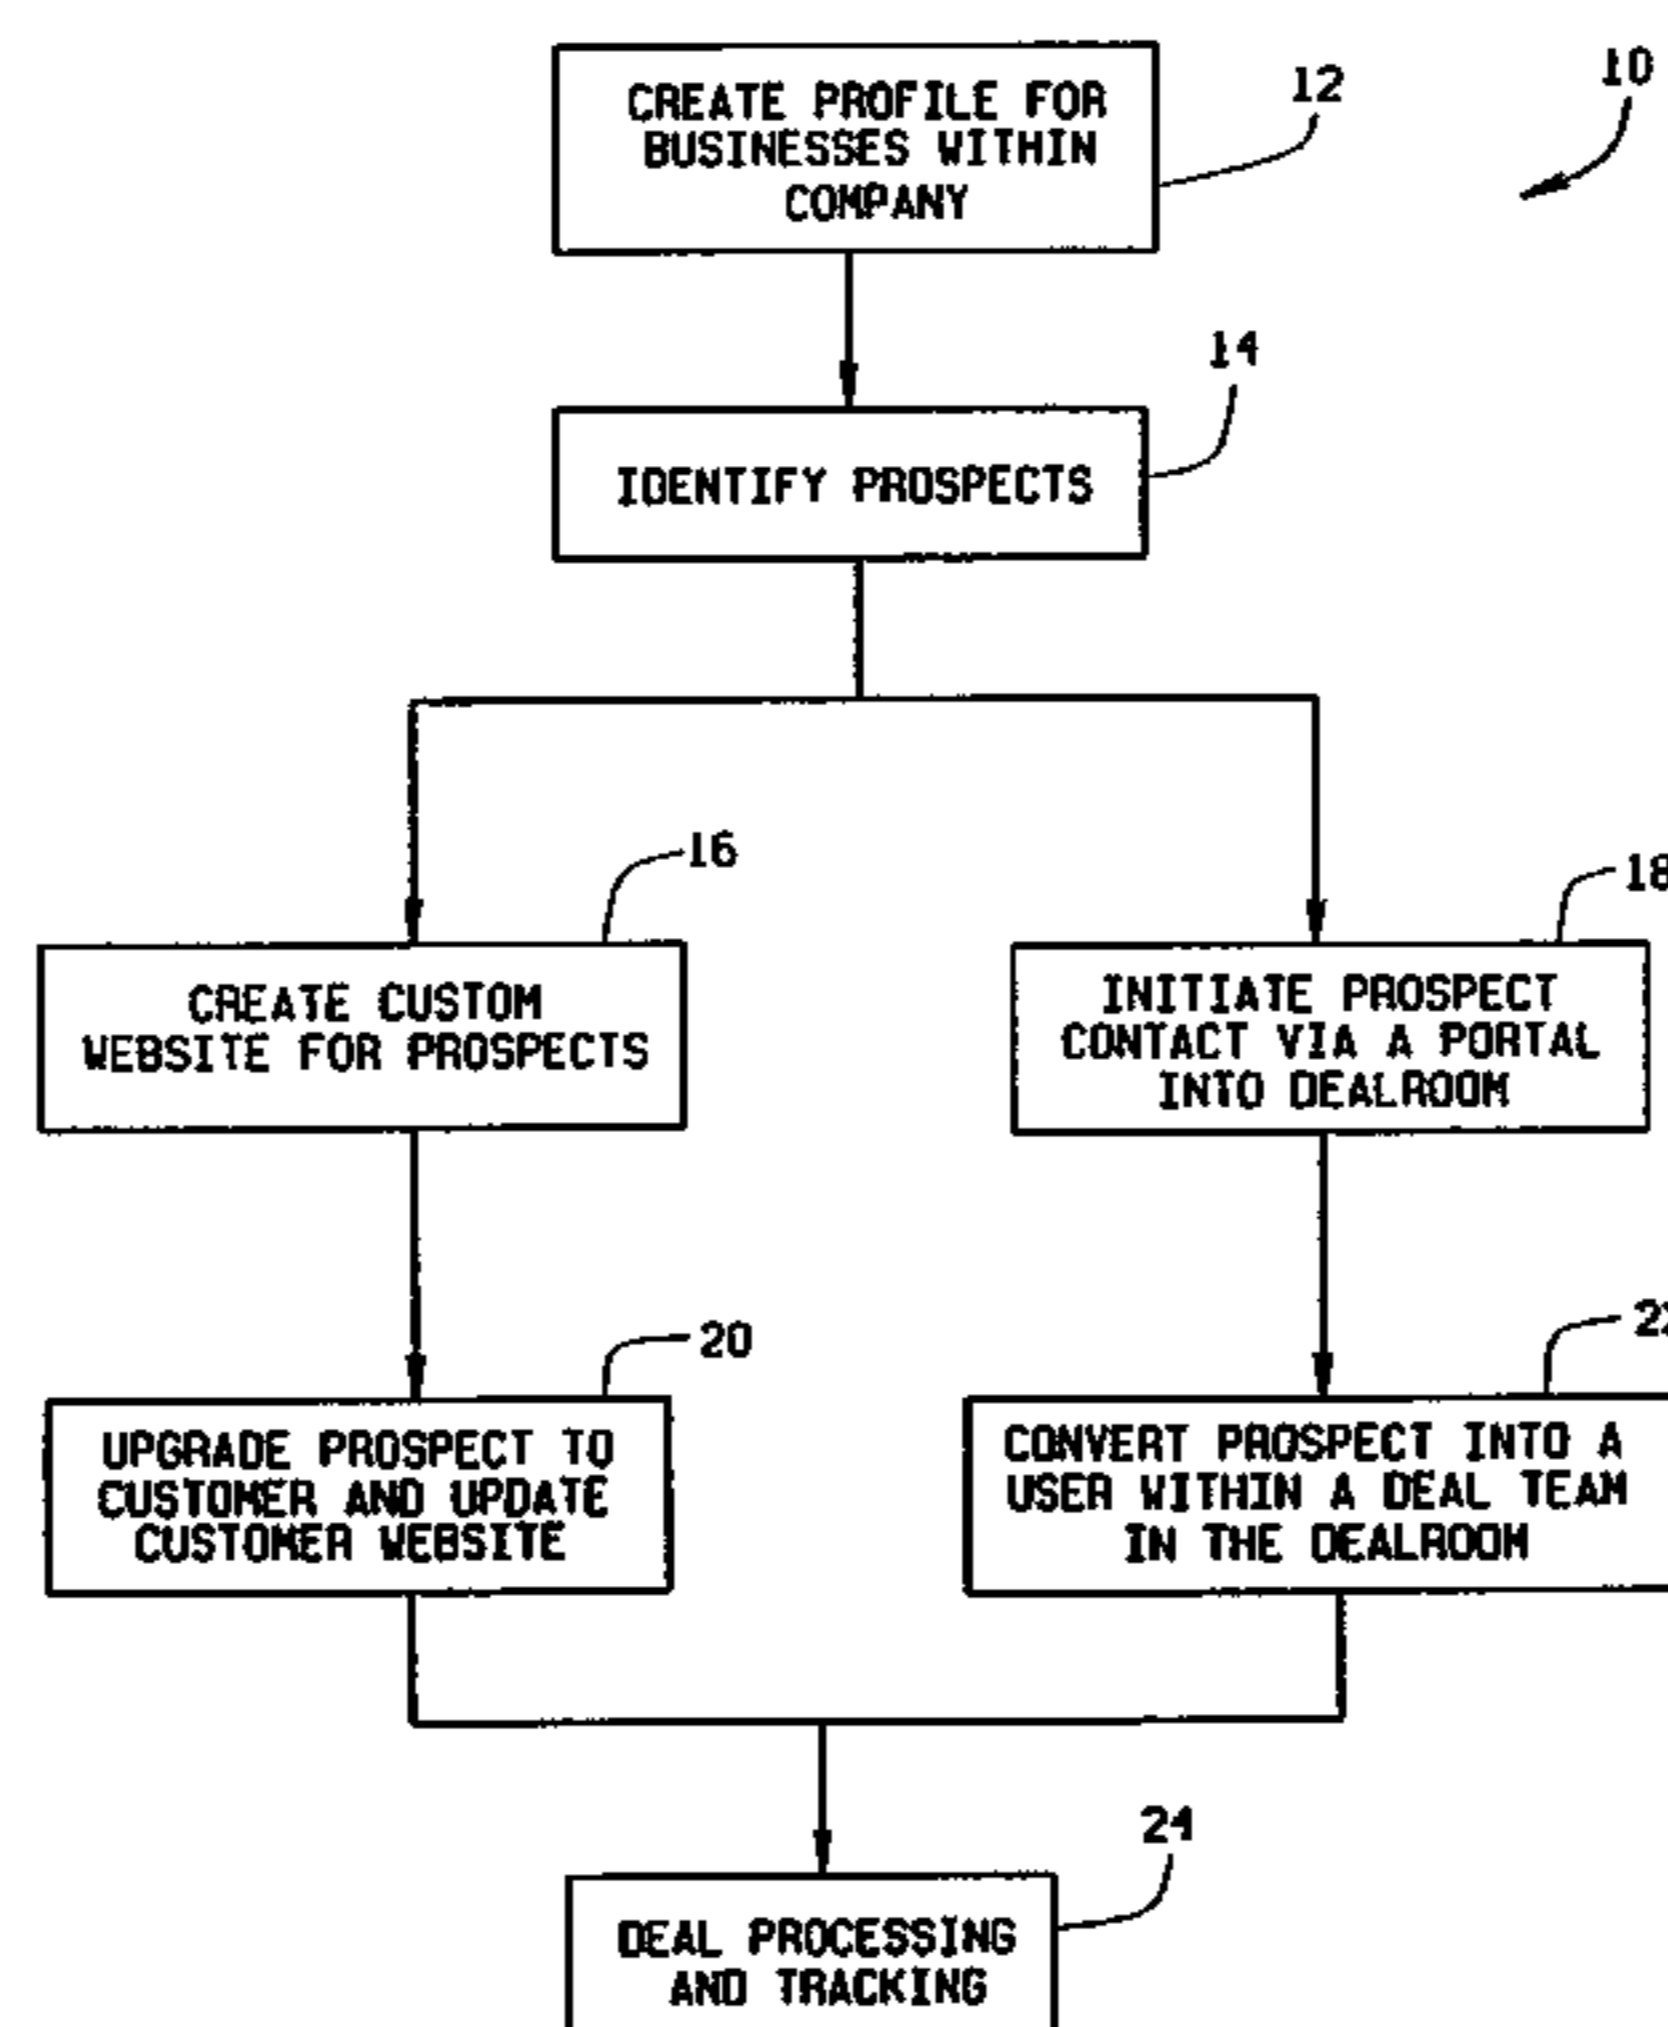 10
12
CREATE PROFILE FOR
BUSINESSES WITHIN
COMPANY
14
IDENTIFY PROSPECTS
16
18
CREATE CUSTOM
WEBSITE FOR PROSPECTS
INITIATE PROSPECT
CONTACT VIA A PORTAL
INTO DEALROOM
20
UPGRADE PROSPECT TO
CUSTOMER AND UPDATE
CUSTOMER WEBSITE
CONVERT PROSPECT INTO A
USER WITHIN A DEAL TEAM
IN THE DEALROOM
24
DEAL PROCESSING
AND TRACKING